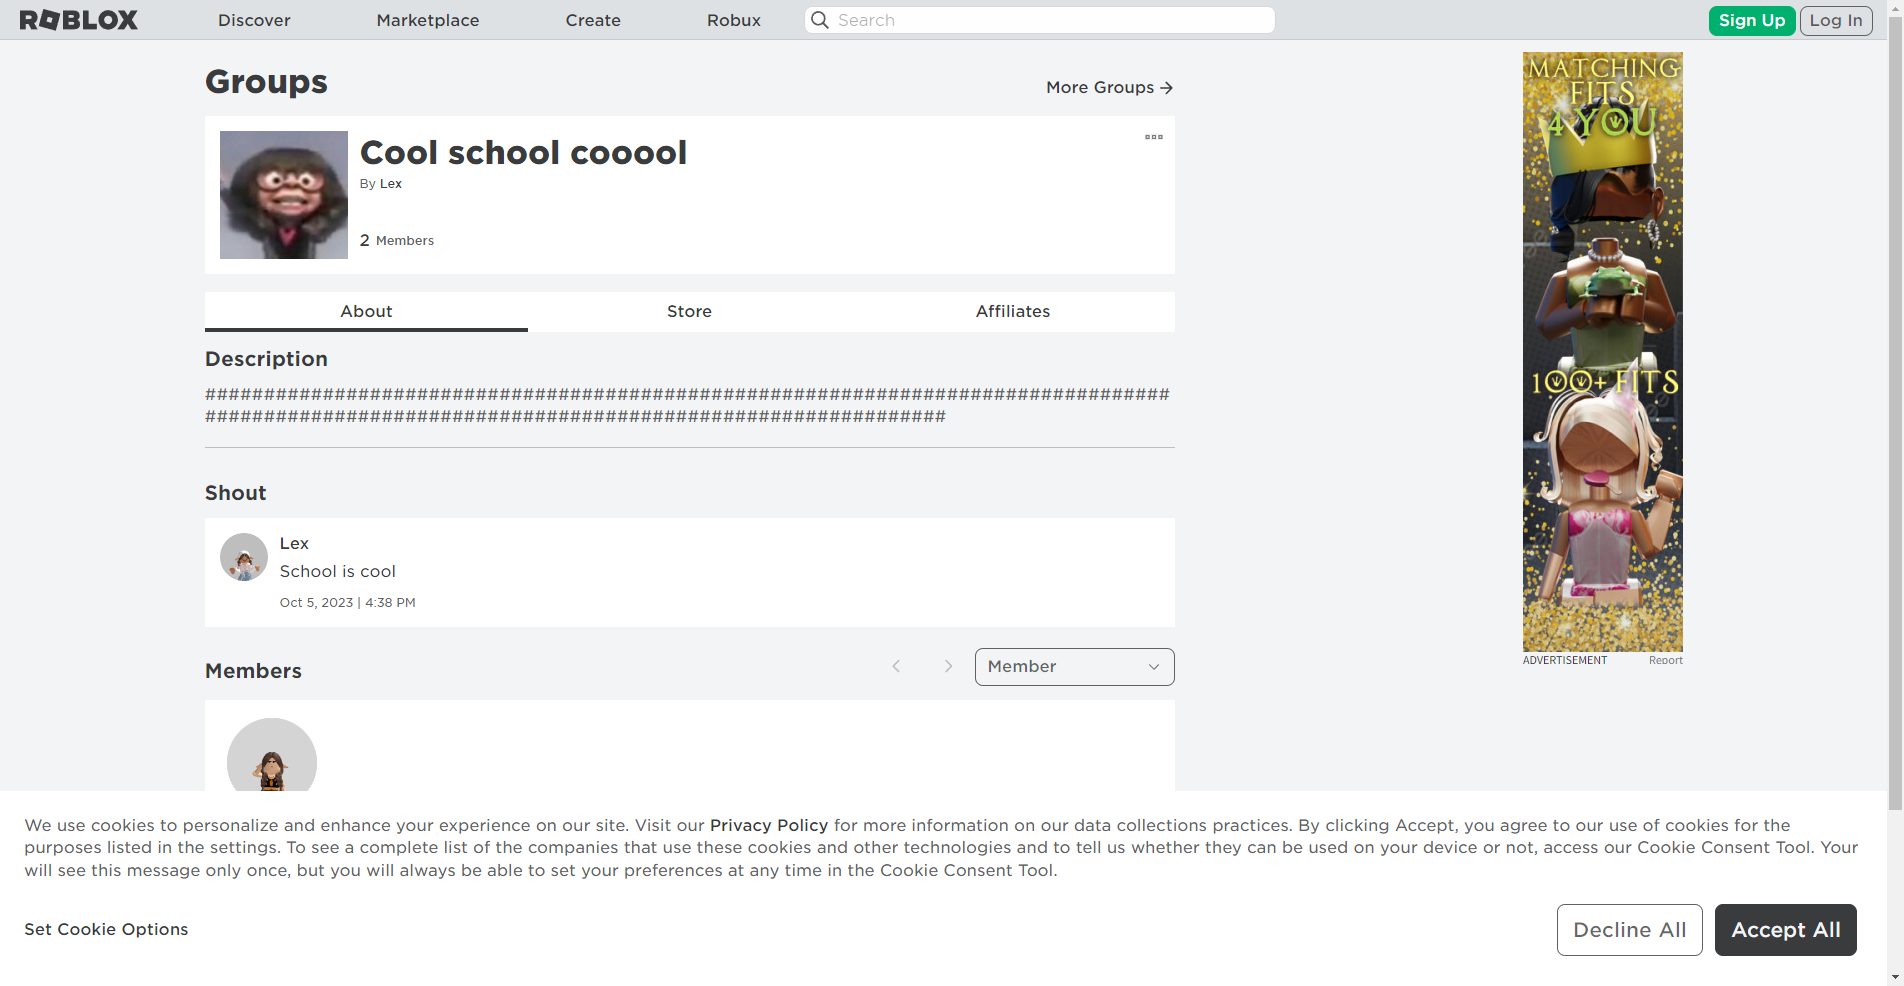 ROBLOX
Discover
Marketplace
Create
Robux
Search
Sign Up
Log In
Groups
More Groups →
Cool school cooool
By Lex
2 Members
About
Store
Affiliates
Description
##################################################################################
###############################################################
Shout
Lex
School is cool
Oct 5, 2023 | 4:38 PM
Members
Member
MATCHING
FITS
4 YOU
100+ FITS
ADVERTISEMENT
Report
We use cookies to personalize and enhance your experience on our site. Visit our Privacy Policy for more information on our data collections practices. By clicking Accept, you agree to our use of cookies for the
purposes listed in the settings. To see a complete list of the companies that use these cookies and other technologies and to tell us whether they can be used on your device or not, access our Cookie Consent Tool. Your
will see this message only once, but you will always be able to set your preferences at any time in the Cookie Consent Tool.
Set Cookie Options
Decline All
Accept All